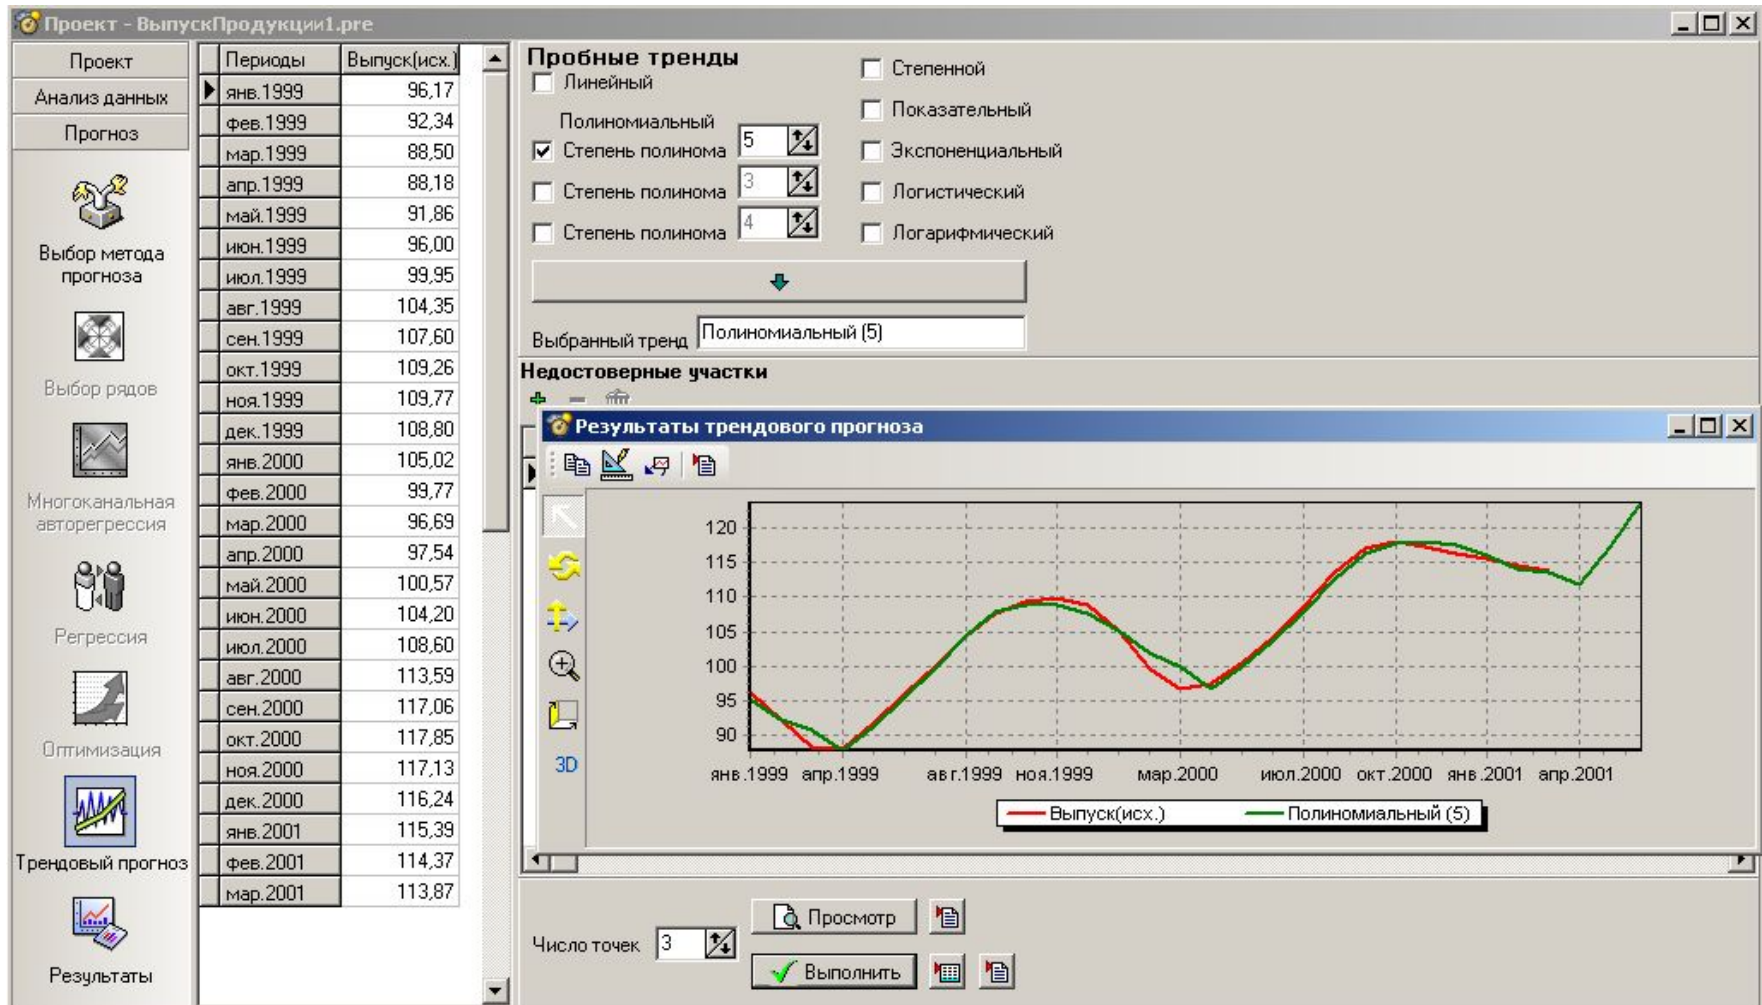 Проект - ВыпускПродукции1.pre
Проект
Анализ данных
Прогноз
Выбор метода
прогноза
Выбор рядов
Многоканальная
авторегрессия
Регрессия
Оптимизация
Трендовый прогноз
Результаты
Периоды Выпуск(исх.)
янв.1999 96,17
фев.1999 92,34
мар.1999 88,50
апр.1999 88,18
май.1999 91,86
июн.1999 96,00
июл.1999 99,95
авг.1999 104,35
сен.1999 107,60
окт.1999 109,26
ноя.1999 109,77
дек.1999 108,80
янв.2000 105,02
фев.2000 99,77
мар.2000 96,69
апр.2000 97,54
май.2000 100,57
июн.2000 104,20
июл.2000 108,60
авг.2000 113,59
сен.2000 117,06
окт.2000 117,85
ноя.2000 117,13
дек.2000 116,24
янв.2001 115,39
фев.2001 114,37
мар.2001 113,87
Пробные тренды
Линейный
Полиномиальный
Степень полинома 5
Степень полинома 3
Степень полинома 4
Степенной
Показательный
Экспоненциальный
Логистический
Логарифмический
Выбранный тренд Полиномиальный (5)
Недостоверные участки
Результаты трендового прогноза
3D
120
115
110
105
100
95
90
янв.1999 апр.1999 авг.1999 ноя.1999 мар.2000 июл.2000 окт.2000 янв.2001 апр.2001
Выпуск(исх.) Полиномиальный (5)
Число точек 3
Просмотр
Выполнить